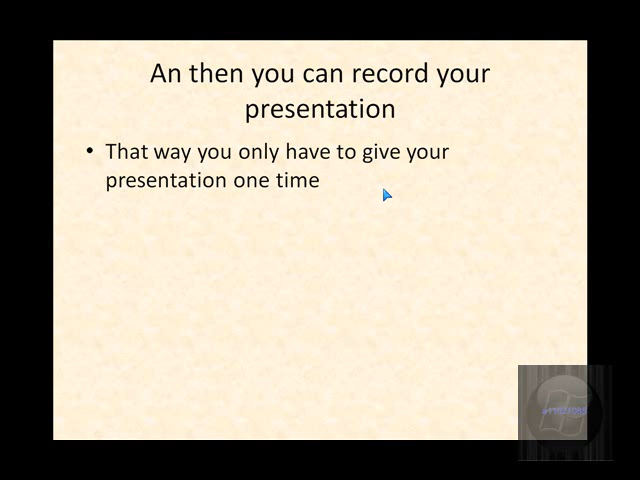 An then you can record your
presentation
• That way you only have to give your
presentation one time